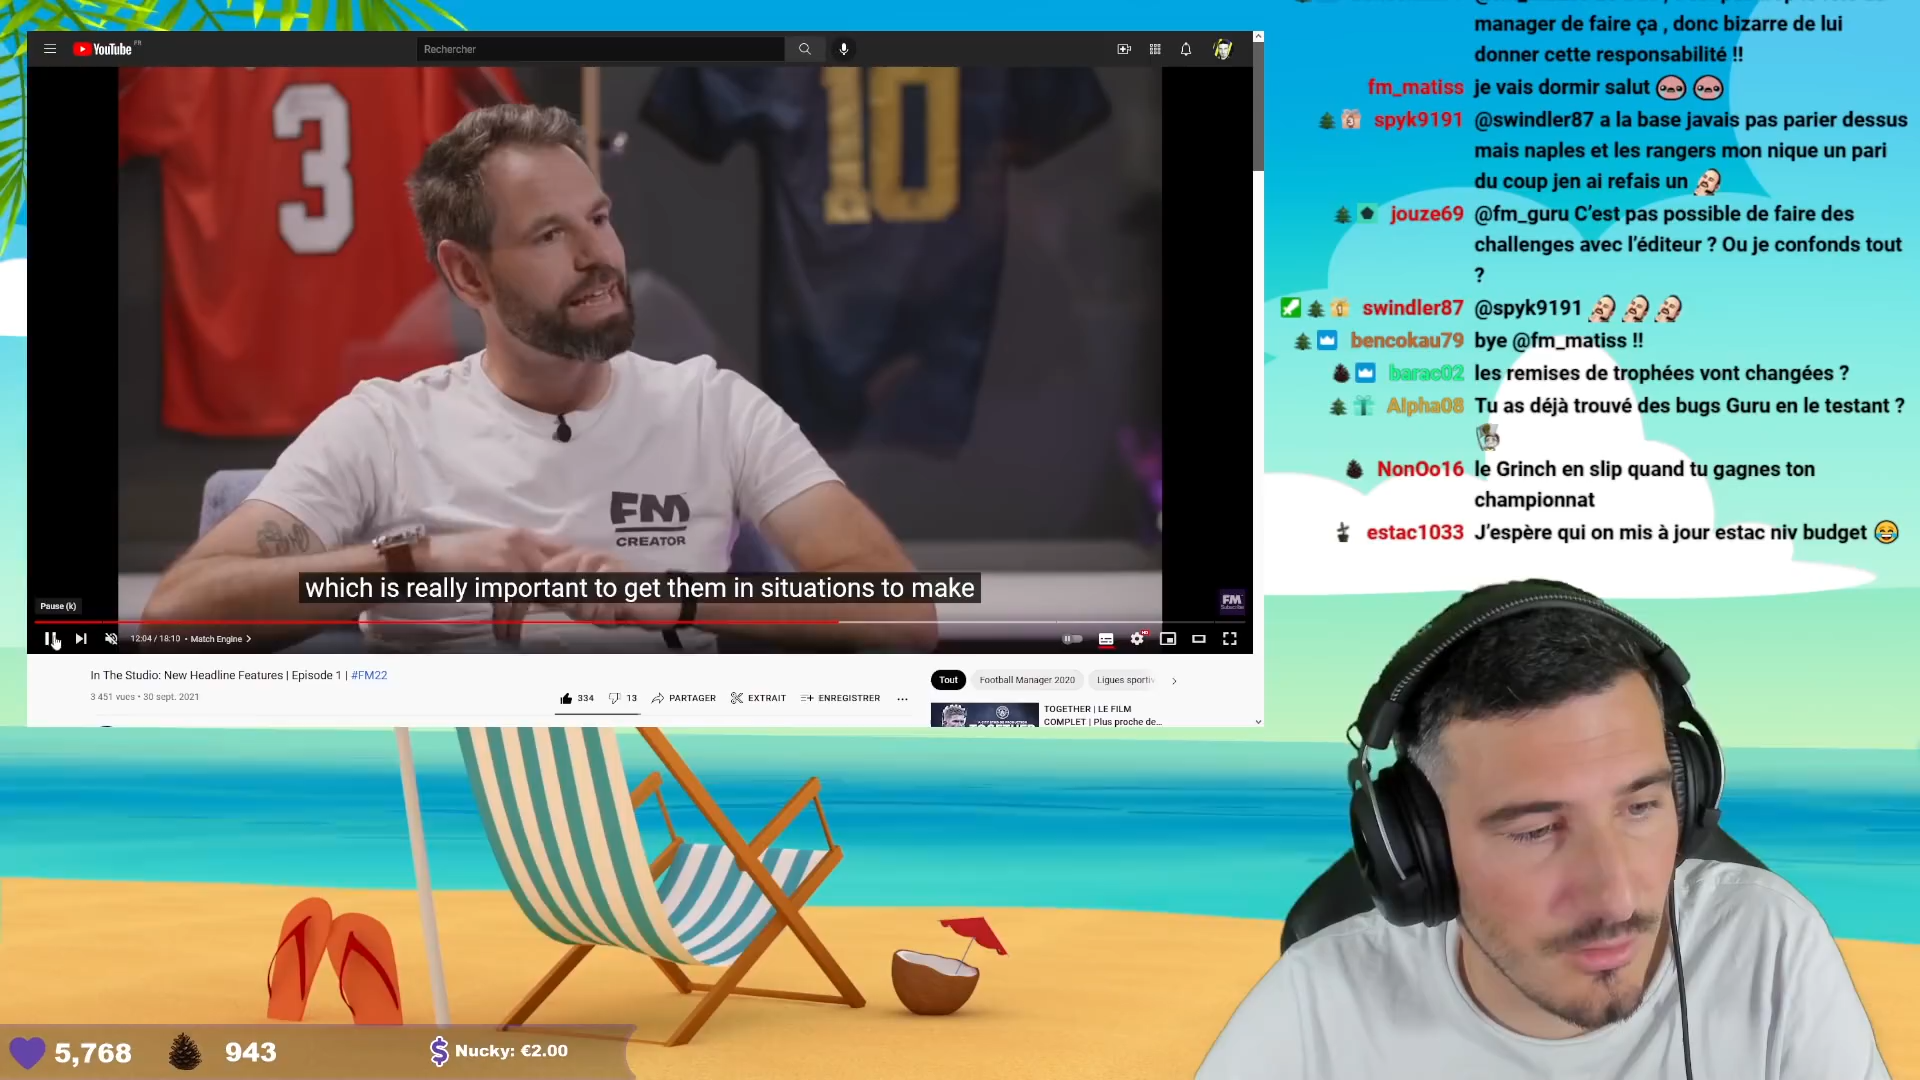 YouTube FR
Rechercher
3
10
FM
CREATOR
which is really important to get them in situations to make
FM
Subscribe
Pause (k)
12:04 / 18:10 • Match Engine
HD
In The Studio: New Headline Features | Episode 1 | #FM22
3 451 vues • 30 sept. 2021
334
13
PARTAGER
EXTRAIT
ENREGISTRER
Tout
Football Manager 2020
Ligues sportiv
TOGETHER | LE FILM
COMPLET | Plus proche de...
manager de faire ça , donc bizarre de lui
donner cette responsabilité !!
fm_matiss je vais dormir salut
spyk9191 @swindler87 a la base javais pas parier dessus
mais naples et les rangers mon nique un pari
du coup jen ai refais un
jouze69 @fm_guru C’est pas possible de faire des
challenges avec l’éditeur ? Ou je confonds tout
?
swindler87 @spyk9191
bencokau79 bye @fm_matiss !!
barac02 les remises de trophées vont changées ?
Alpha08 Tu as déjà trouvé des bugs Guru en le testant ?
NonOo16 le Grinch en slip quand tu gagnes ton
championnat
estac1033 J’espère qui on mis à jour estac niv budget
5,768
943
Nucky: €2.00